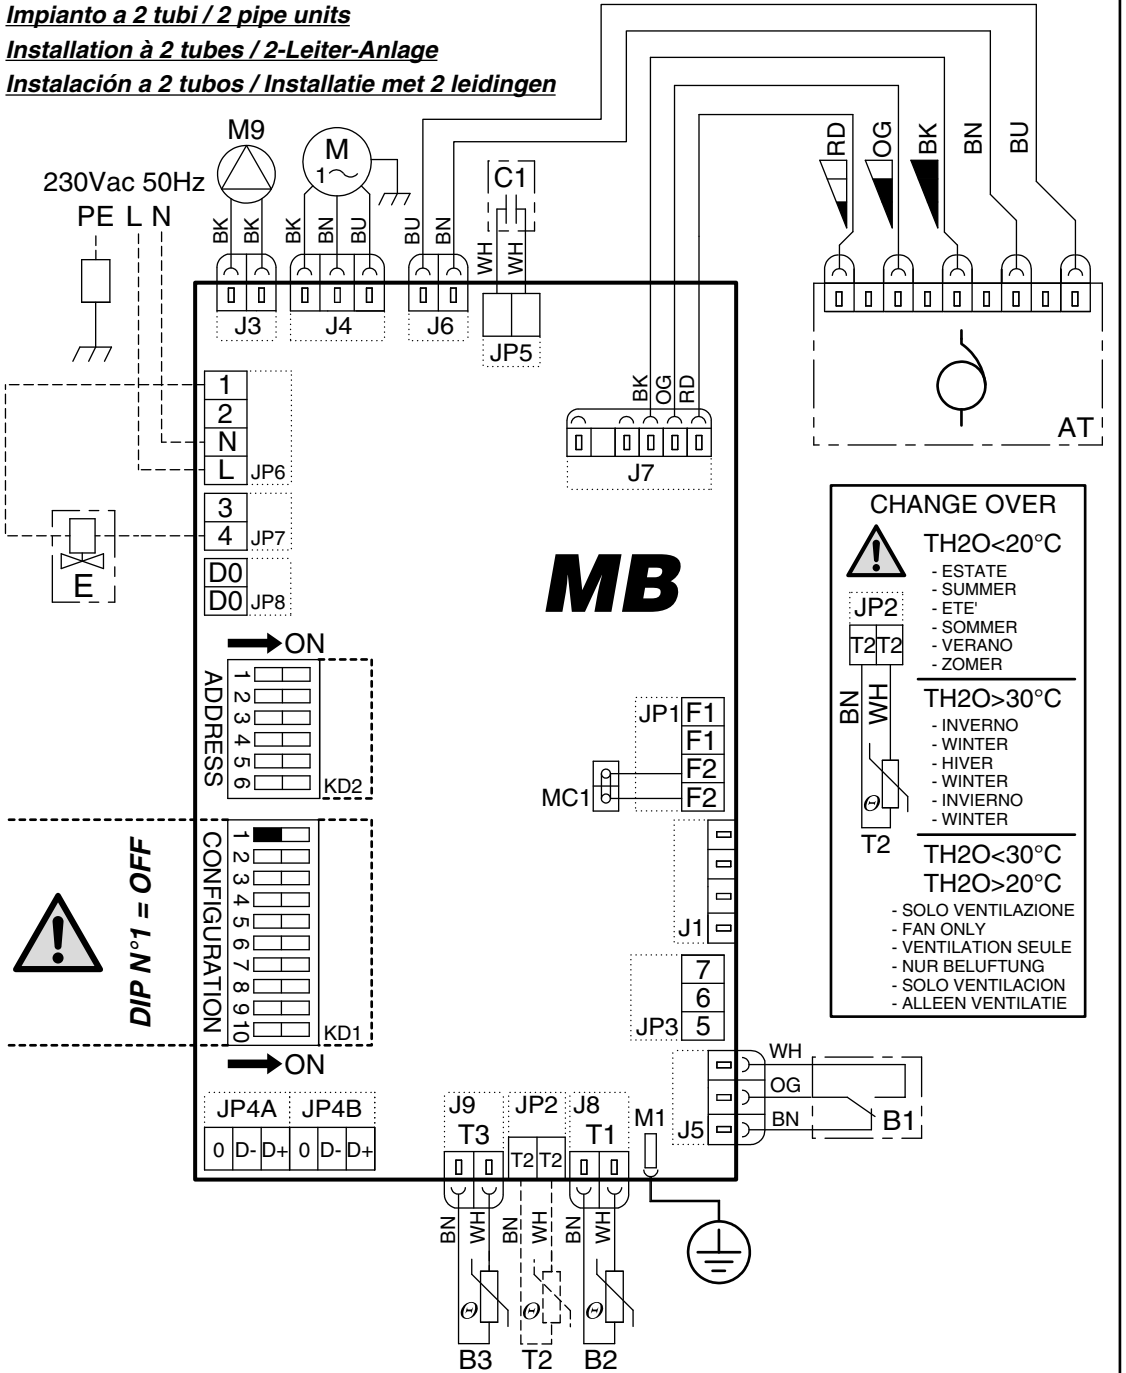 Impianto a 2 tubi / 2 pipe units
Installation à 2 tubes / 2-Leiter-Anlage
Instalación a 2 tubos / Installatie met 2 leidingen
M9
M
1~
C1
230Vac 50Hz
PE L N
BK BK
BK BN BU
BU BN
WH WH
RD OG BK BN BU
J3
J4
J6
JP5
BK OG RD
J7
AT
1
2
N
L JP6
3
4 JP7
E
D0
D0 JP8
MB
ON
ADDRESS
1
2
3
4
5
6
KD2
CONFIGURATION
1
2
3
4
5
6
7
8
9
10
KD1
ON
DIP N°1 = OFF
JP1
F1
F1
F2
F2
MC1
J1
7
6
5
JP3
J5
WH
OG
BN
B1
JP4A JP4B
0 D- D+ 0 D- D+
J9 JP2 J8
T3 T2 T2 T1
M1
BN WH BN WH BN WH
Θ Θ Θ
B3 T2 B2
CHANGE OVER
TH2O<20°C
- ESTATE
- SUMMER
- ETE'
- SOMMER
- VERANO
- ZOMER
JP2
T2 T2
BN WH
Θ
T2
TH2O>30°C
- INVERNO
- WINTER
- HIVER
- WINTER
- INVIERNO
- WINTER
TH2O<30°C
TH2O>20°C
- SOLO VENTILAZIONE
- FAN ONLY
- VENTILATION SEULE
- NUR BELUFTUNG
- SOLO VENTILACION
- ALLEEN VENTILATIE